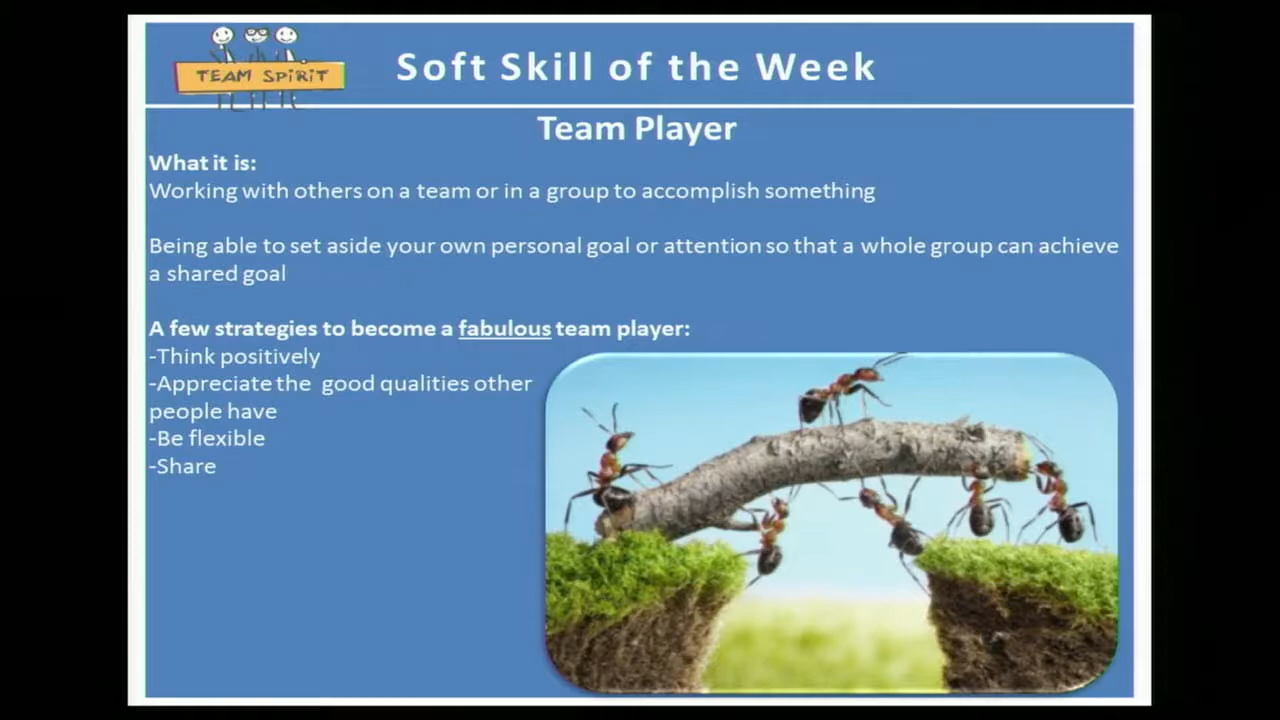 TEAM SPiRiT
Soft Skill of the Week
Team Player
What it is:
Working with others on a team or in a group to accomplish something
Being able to set aside your own personal goal or attention so that a whole group can achieve
a shared goal
A few strategies to become a fabulous team player:
-Think positively
-Appreciate the good qualities other
people have
-Be flexible
-Share